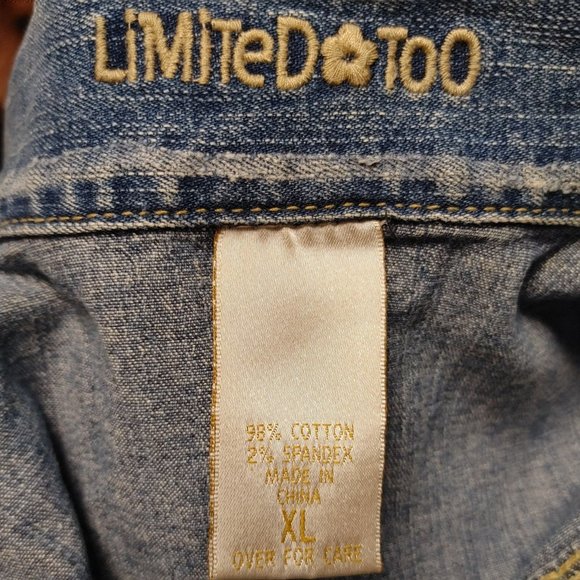 LiMiTeD TOO
98% COTTON
2% SPANDEX
MADE IN
CHINA
XL
OVER FOR CARE